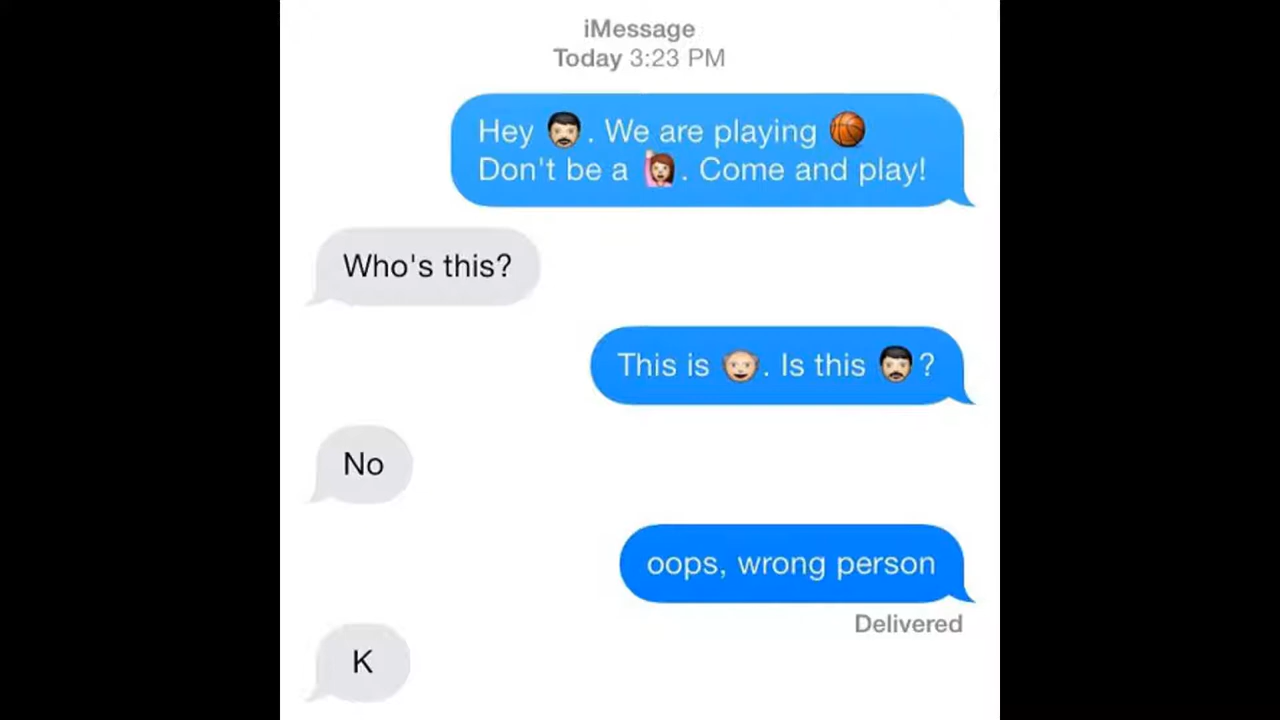 iMessage
Today 3:23 PM
Hey 👨🏻. We are playing 🏀
Don't be a 🙋. Come and play!
Who's this?
This is 👴. Is this 👨🏻?
No
oops, wrong person
Delivered
K